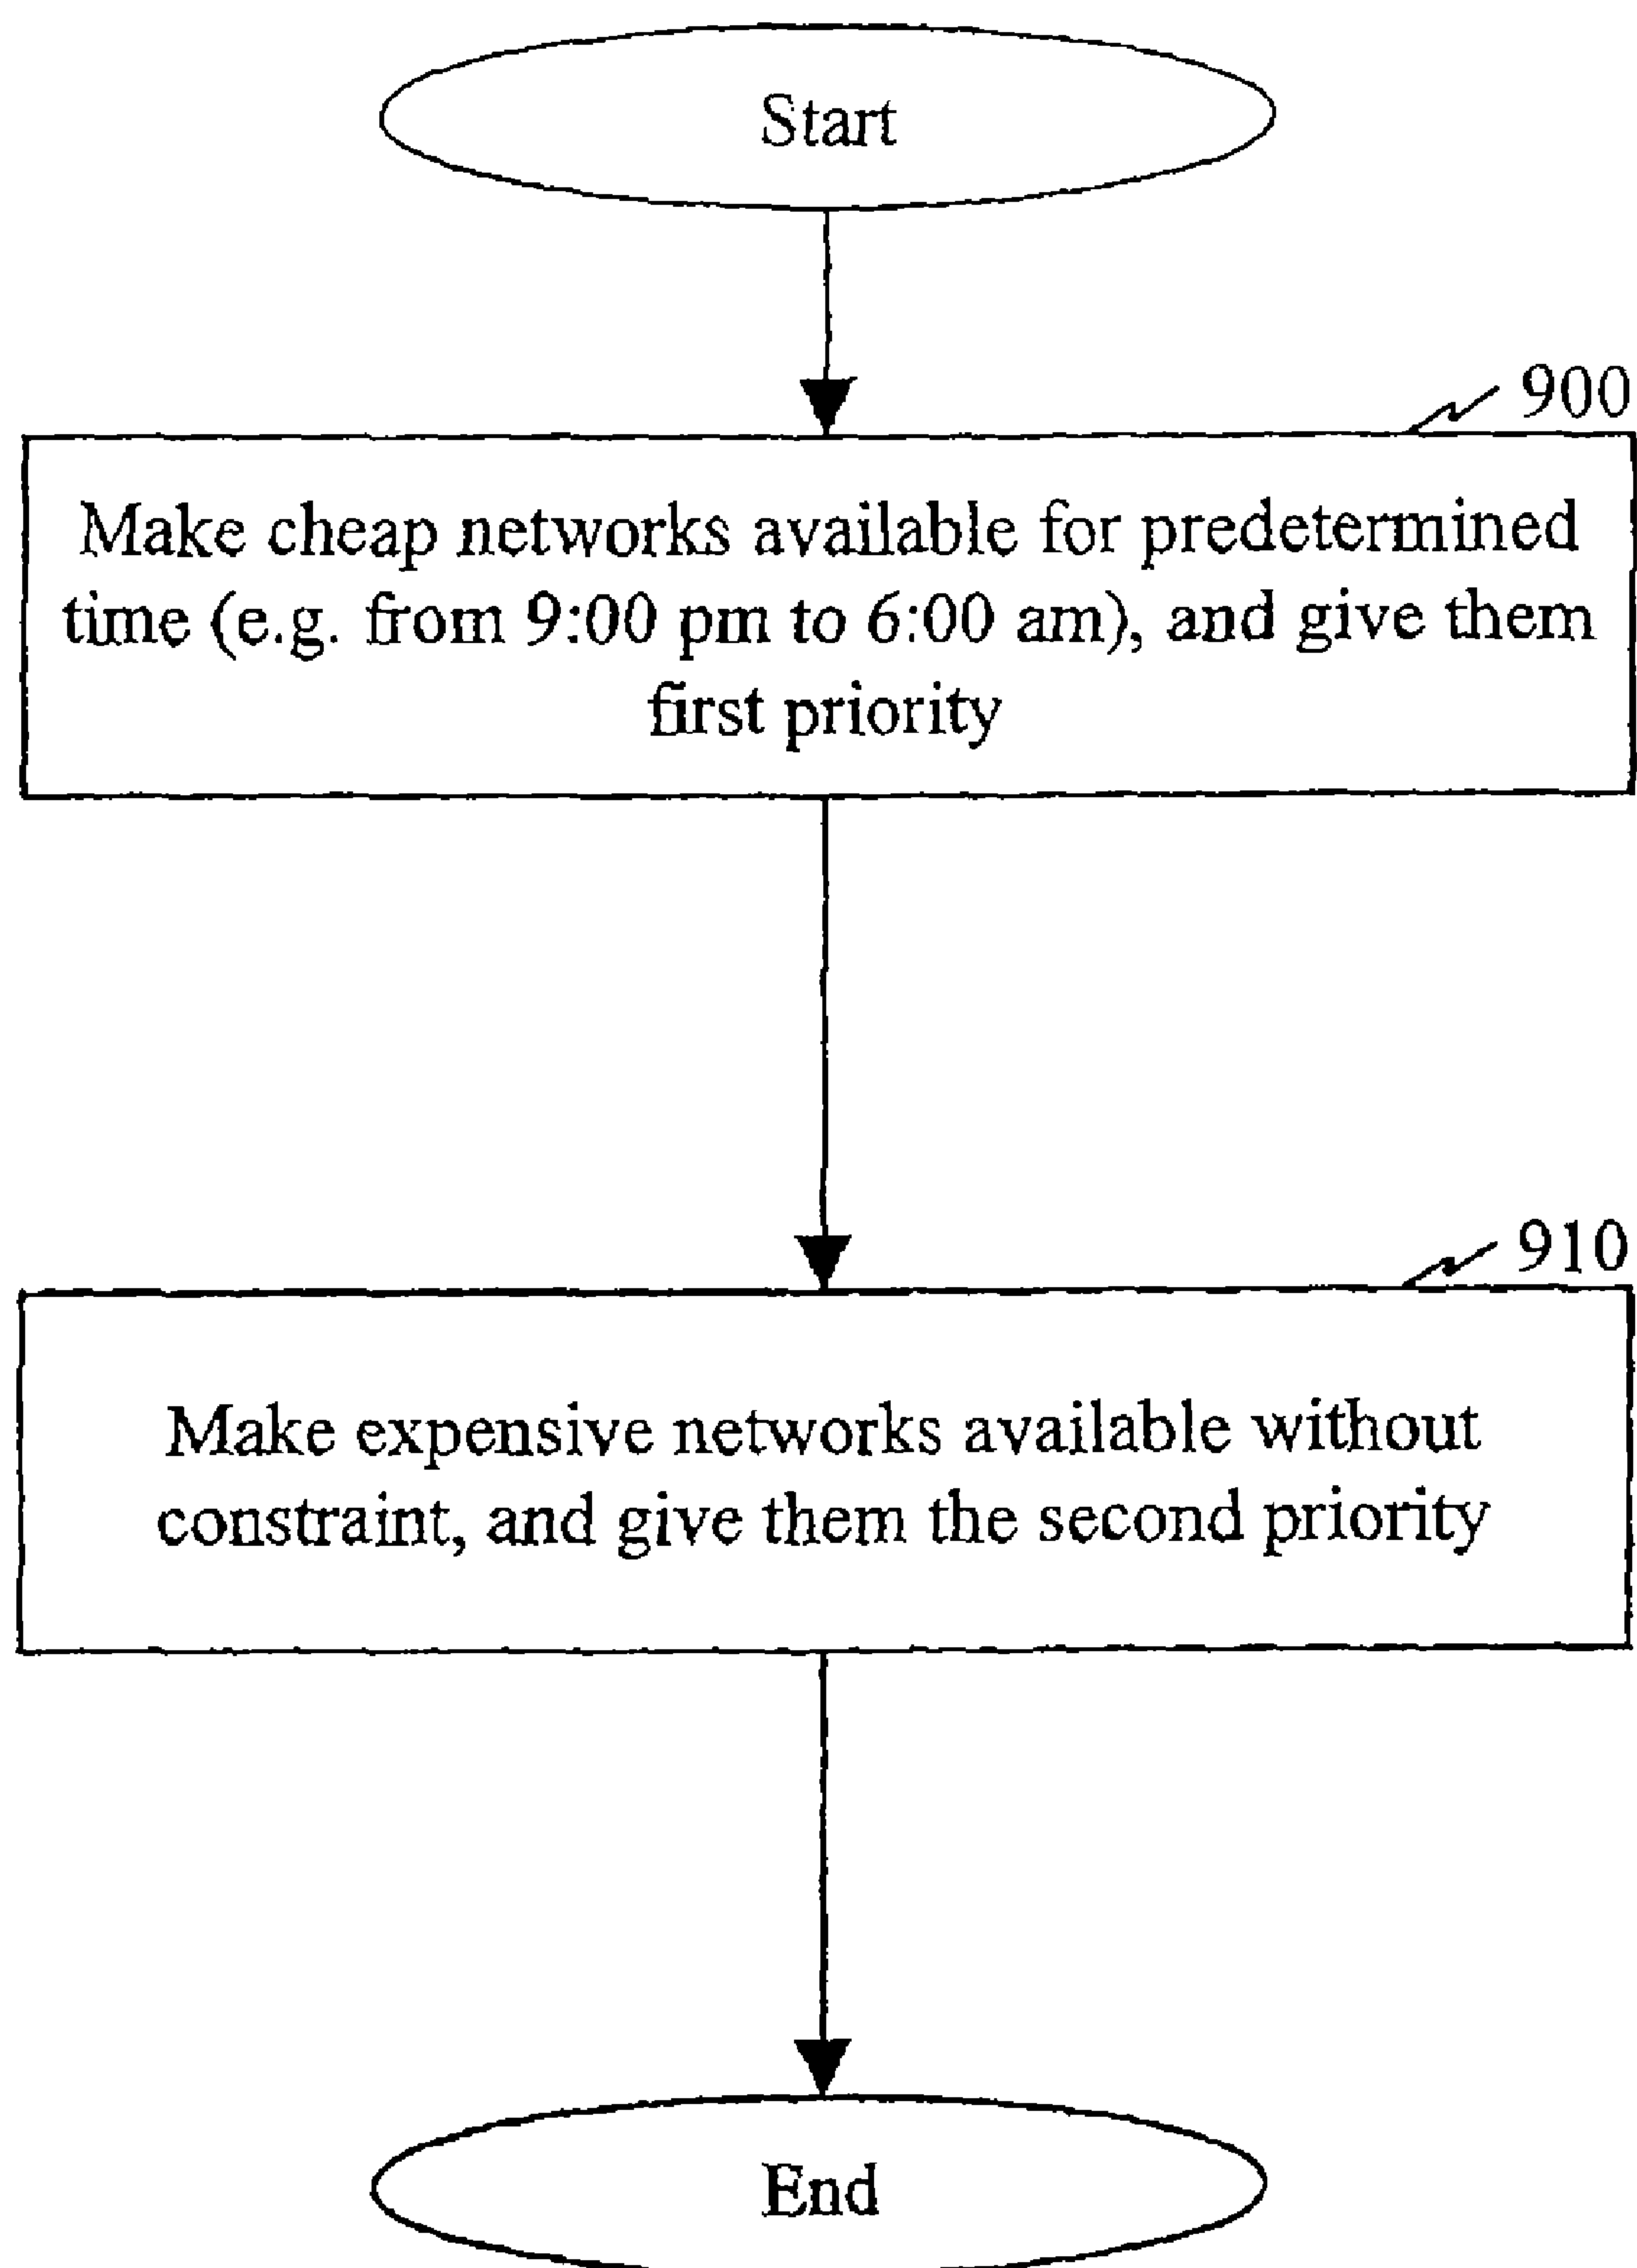 Start
900
Make cheap networks available for predetermined
time (e.g. from 9:00 pm to 6:00 am), and give them
first priority
910
Make expensive networks available without
constraint, and give them the second priority
End